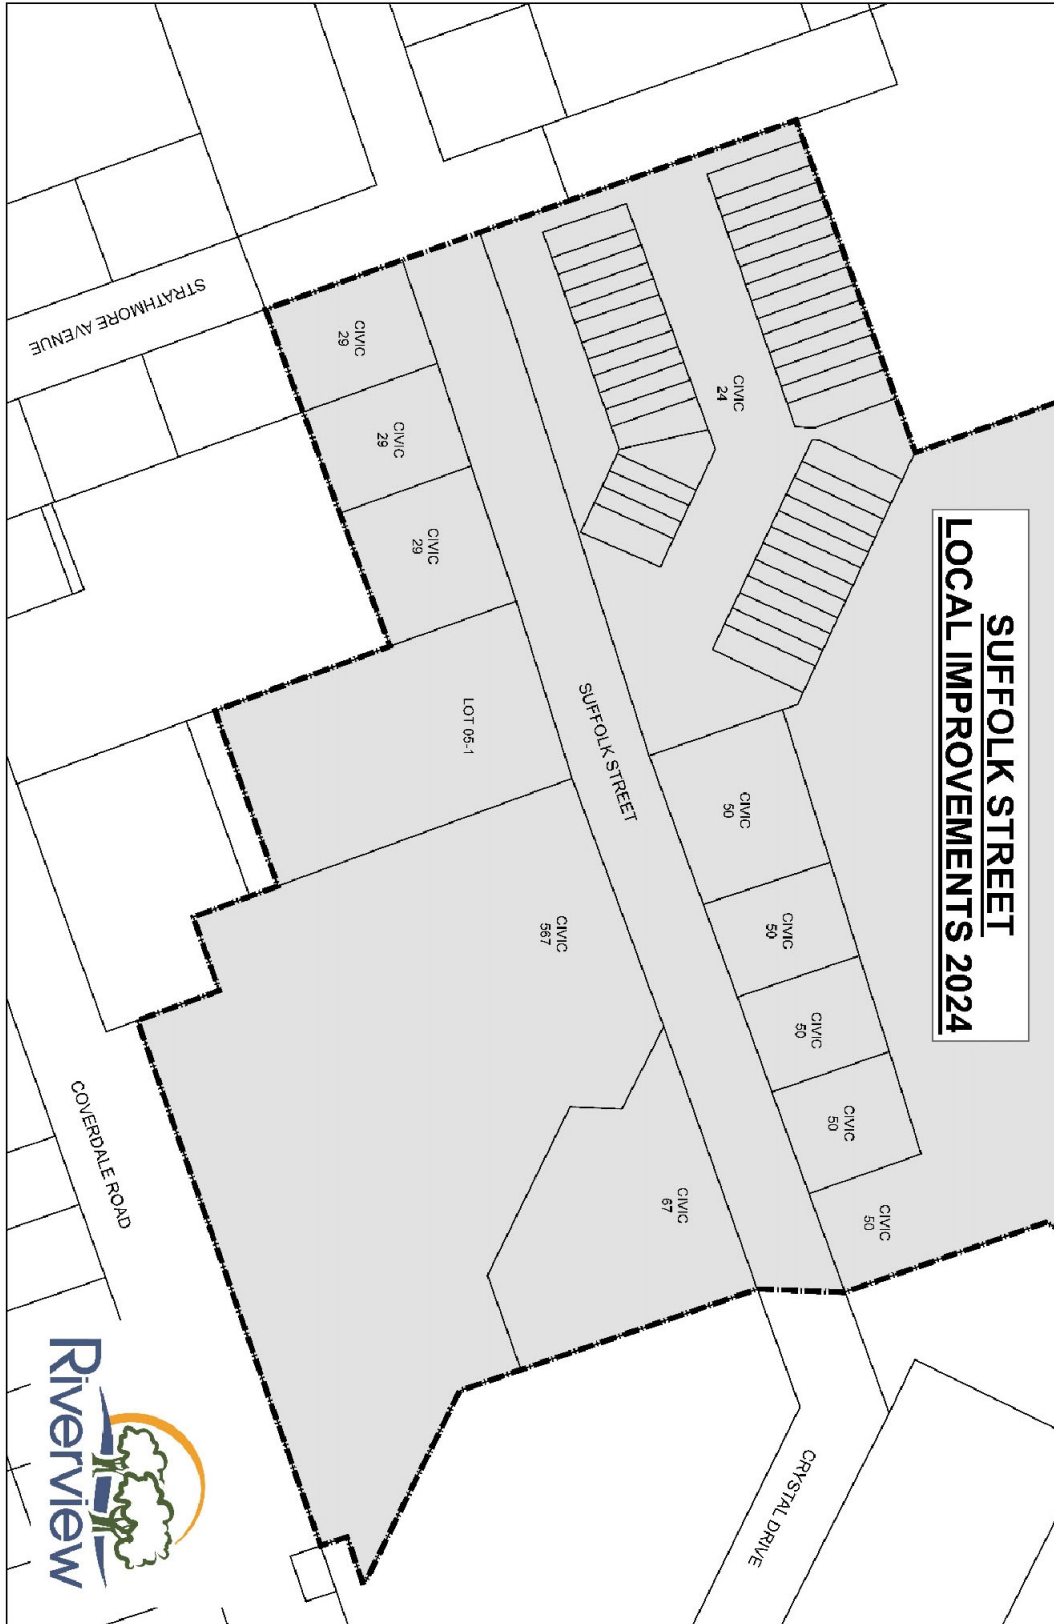 SUFFOLK STREET
LOCAL IMPROVEMENTS 2024
CIVIC
24
STRATHMORE AVENUE
CIVIC
29
CIVIC
29
CIVIC
29
SUFFOLK STREET
LOT 05-1
CIVIC
50
CIVIC
50
CIVIC
50
CIVIC
50
CIVIC
50
CIVIC
567
CIVIC
67
COVERDALE ROAD
CRYSTAL DRIVE
Riverview